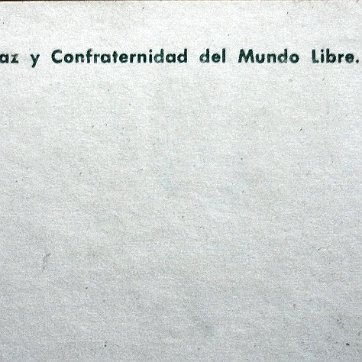 az y Confraternidad del Mundo Libre.